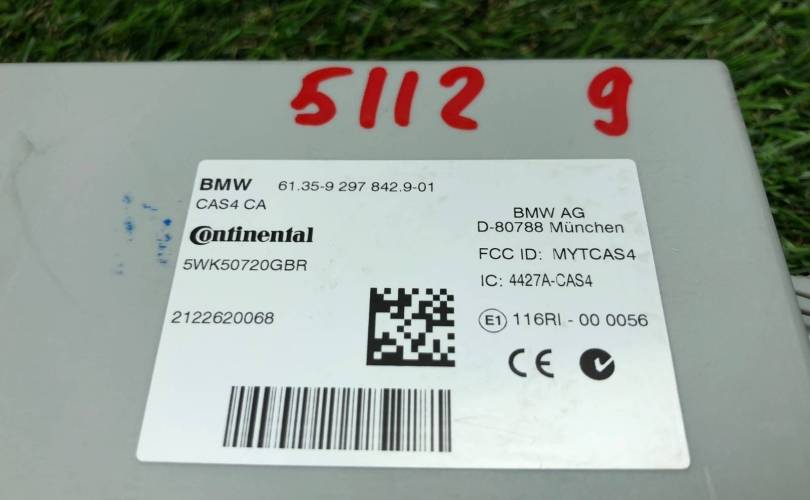 5112 9
BMW 61.35-9 297 842.9-01
CAS4 CA
Continental
5WK50720GBR
2122620068
BMW AG
D-80788 München
FCC ID: MYTCAS4
IC: 4427A-CAS4
E1 116RI - 00 0056
CE